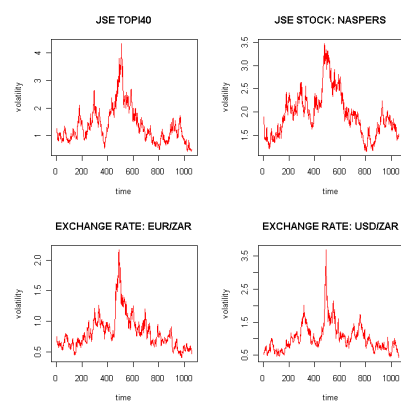 JSE TOPI40
volatility
4
3
2
1
0 200 400 600 800 1000
time
JSE STOCK: NASPERS
volatility
3.5
3.0
2.5
2.0
1.5
0 200 400 600 800 1000
time
EXCHANGE RATE: EUR/ZAR
volatility
2.0
1.5
1.0
0.5
0 200 400 600 800 1000
time
EXCHANGE RATE: USD/ZAR
volatility
3.5
2.5
1.5
0.5
0 200 400 600 800 1000
time